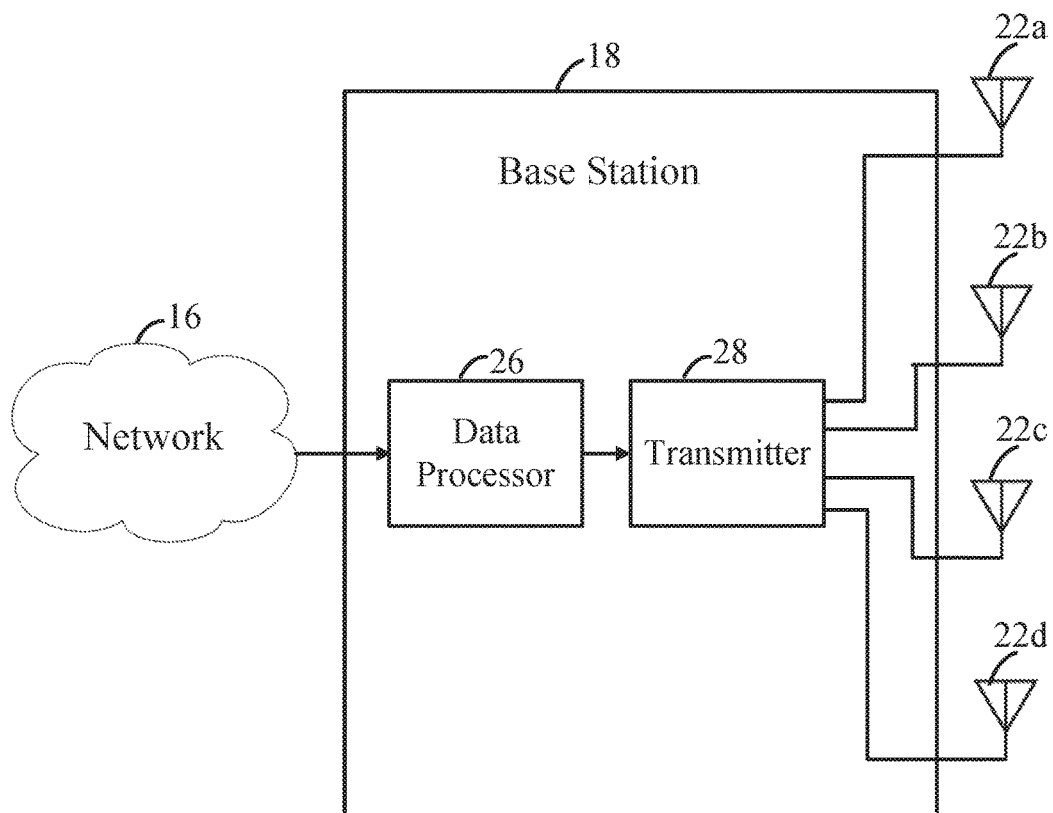 22a
18
Base Station
22b
16
26
28
Network
Data
Processor
Transmitter
22c
22d